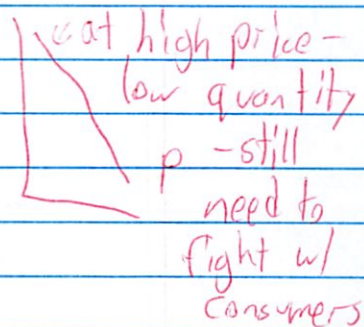 at high price -
low quantity
p - still
need to
fight w/
consumers